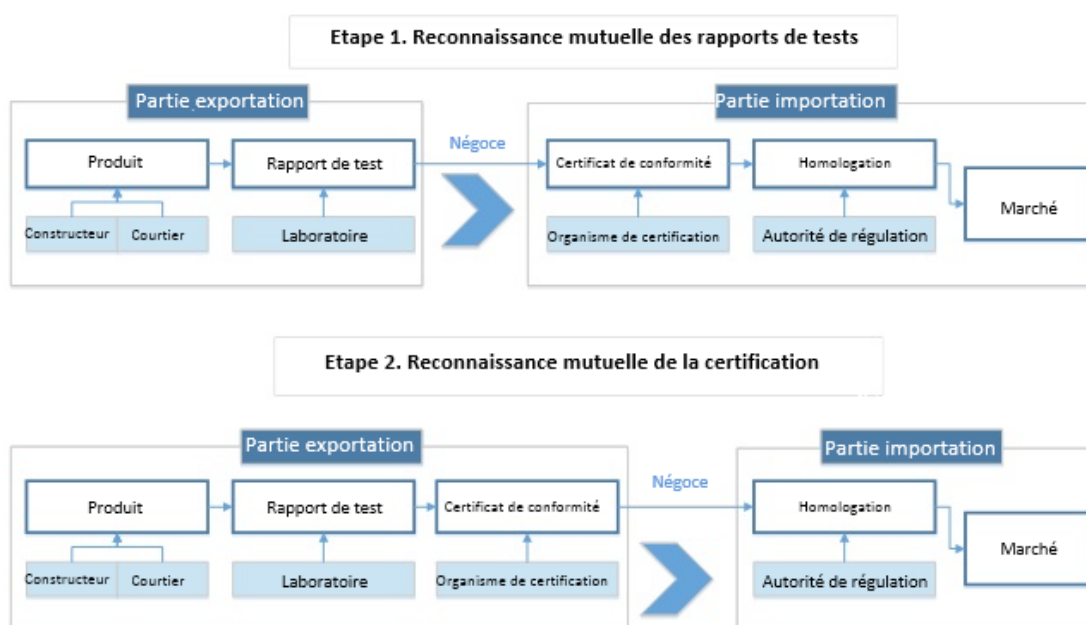 Etape 1. Reconnaissance mutuelle des rapports de tests
Partie exportation
Partie importation
Produit
Rapport de test
Négoce
Certificat de conformité
Homologation
Marché
Constructeur
Courtier
Laboratoire
Organisme de certification
Autorité de régulation
Etape 2. Reconnaissance mutuelle de la certification
Partie exportation
Partie importation
Produit
Rapport de test
Certificat de conformité
Négoce
Homologation
Marché
Constructeur
Courtier
Laboratoire
Organisme de certification
Autorité de régulation